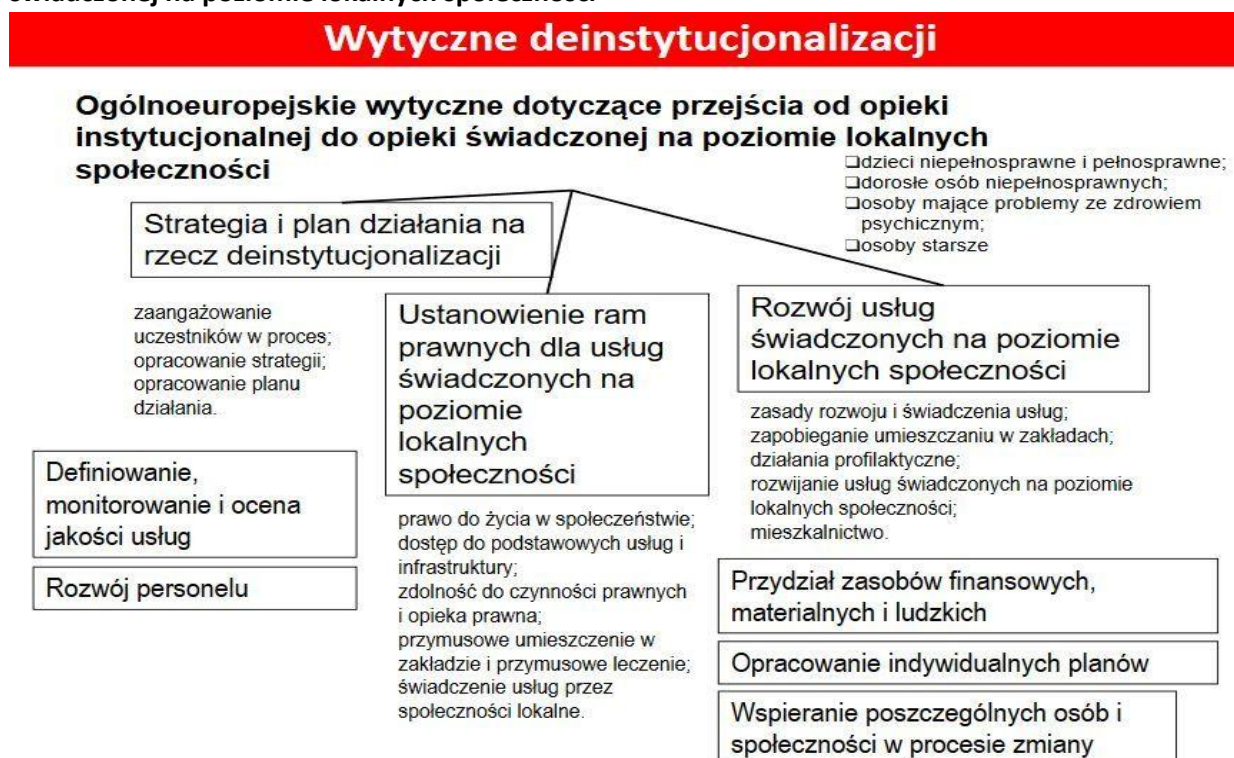 świadczonej na poziomie lokalnych społeczności
Wytyczne deinstytucjonalizacji
Ogólnoeuropejskie wytyczne dotyczące przejścia od opieki
instytucjonalnej do opieki świadczonej na poziomie lokalnych
społeczności
❑dzieci niepełnosprawne i pełnosprawne;
❑dorosłe osób niepełnosprawnych;
❑osoby mające problemy ze zdrowiem
psychicznym;
❑osoby starsze
Strategia i plan działania na
rzecz deinstytucjonalizacji
zaangażowanie
uczestników w proces;
opracowanie strategii;
opracowanie planu
działania.
Ustanowienie ram
prawnych dla usług
świadczonych na
poziomie
lokalnych
społeczności
prawo do życia w społeczeństwie;
dostęp do podstawowych usług i
infrastruktury;
zdolność do czynności prawnych
i opieka prawna;
przymusowe umieszczenie w
zakładzie i przymusowe leczenie;
świadczenie usług przez
społeczności lokalne.
Rozwój usług
świadczonych na poziomie
lokalnych społeczności
zasady rozwoju i świadczenia usług;
zapobieganie umieszczaniu w zakładach;
działania profilaktyczne;
rozwijanie usług świadczonych na poziomie
lokalnych społeczności;
mieszkalnictwo.
Definiowanie,
monitorowanie i ocena
jakości usług
Rozwój personelu
Przydział zasobów finansowych,
materialnych i ludzkich
Opracowanie indywidualnych planów
Wspieranie poszczególnych osób i
społeczności w procesie zmiany